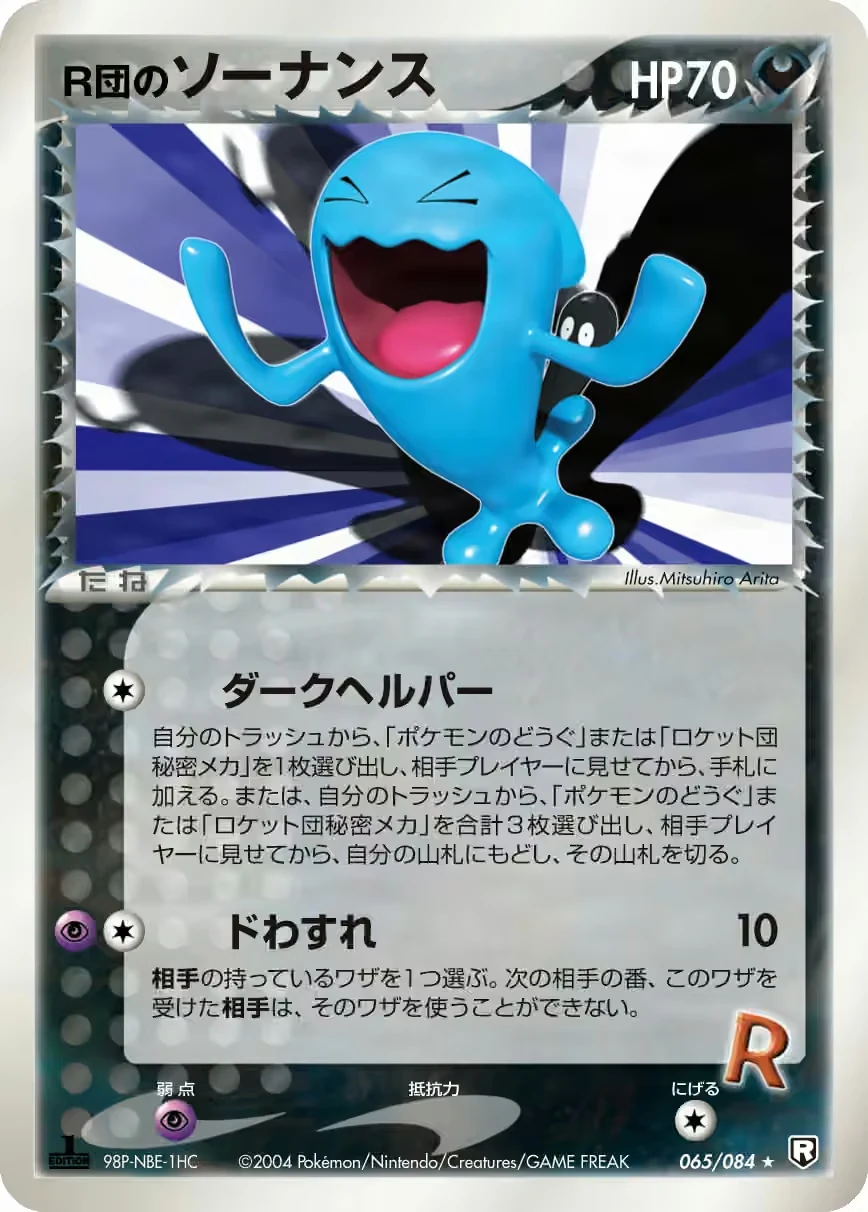 R団のソーナンス HP70
たね
Illus.Mitsuhiro Arita
ダークヘルパー
自分のトラッシュから、「ポケモンのどうぐ」または「ロケット団
秘密メカ」を1枚選び出し、相手プレイヤーに見せてから、手札に
加える。または、自分のトラッシュから、「ポケモンのどうぐ」ま
たは「ロケット団秘密メカ」を合計3枚選び出し、相手プレイ
ヤーに見せてから、自分の山札にもどし、その山札を切る。
ドわすれ 10
相手の持っているワザを1つ選ぶ。次の相手の番、このワザを
受けた相手は、そのワザを使うことができない。
R
弱点 抵抗力 にげる
1 EDITION 98P-NBE-1HC ©2004 Pokémon/Nintendo/Creatures/GAME FREAK 065/084 ★ R